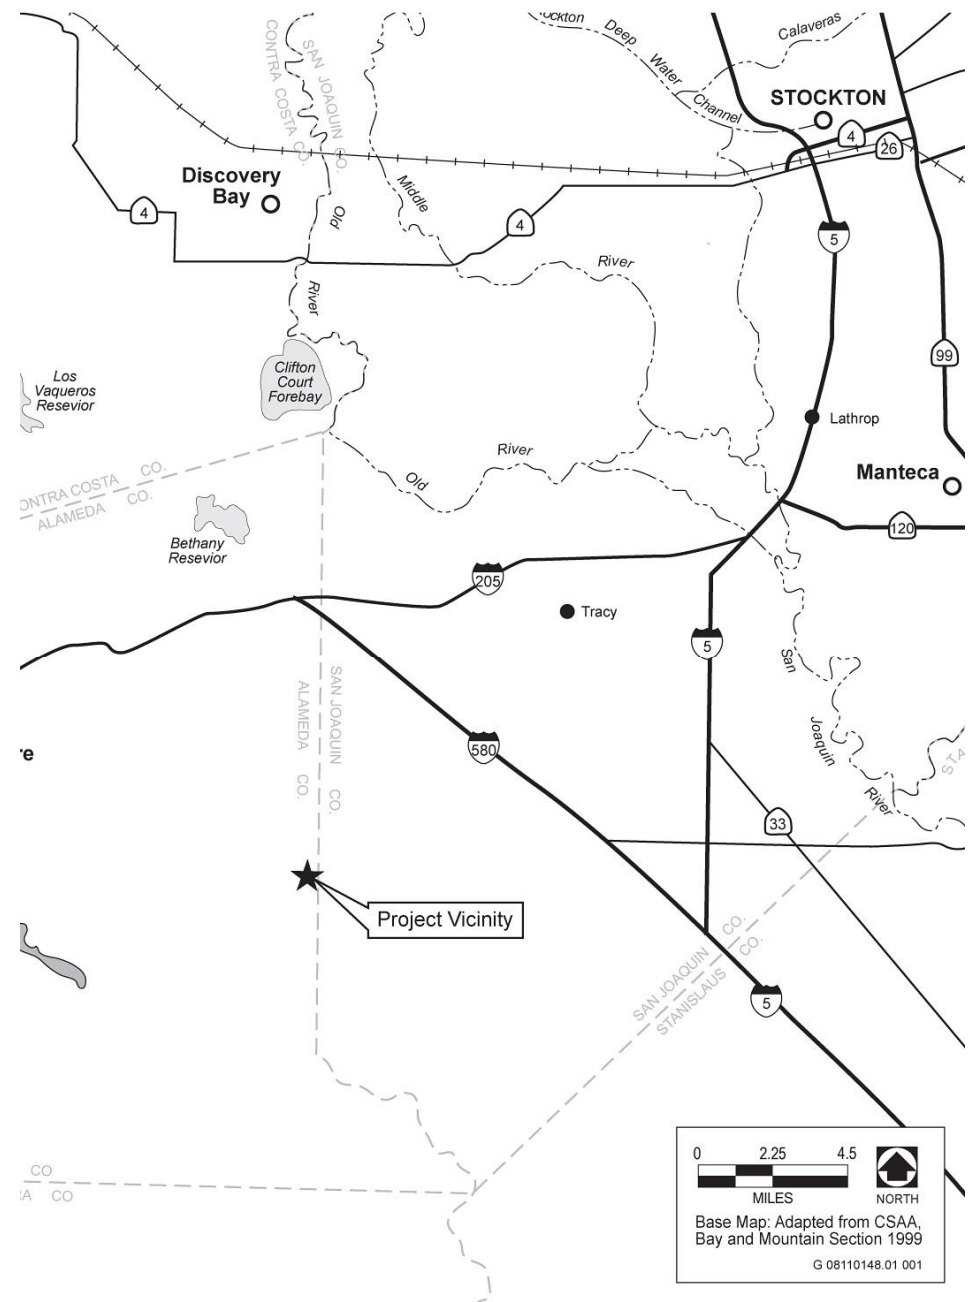 tockton Deep Water Channel
Calaveras
CONTRA COSTA CO.
SAN JOAQUIN CO.
STOCKTON
4
26
Discovery
Bay
4
Old
River
Middle
River
4
5
99
Clifton
Court
Forebay
Los
Vaqueros
Resevior
Lathrop
Manteca
River
Old
CONTRA COSTA CO.
ALAMEDA CO.
Bethany
Resevior
120
205
Tracy
5
San
Joaquin
River
STA
SAN JOAQUIN CO.
ALAMEDA CO.
580
re
33
Project Vicinity
SAN JOAQUIN CO.
STANISLAUS CO.
5
CO
RA CO
0 2.25 4.5
MILES
NORTH
Base Map: Adapted from CSAA,
Bay and Mountain Section 1999
G 08110148.01 001